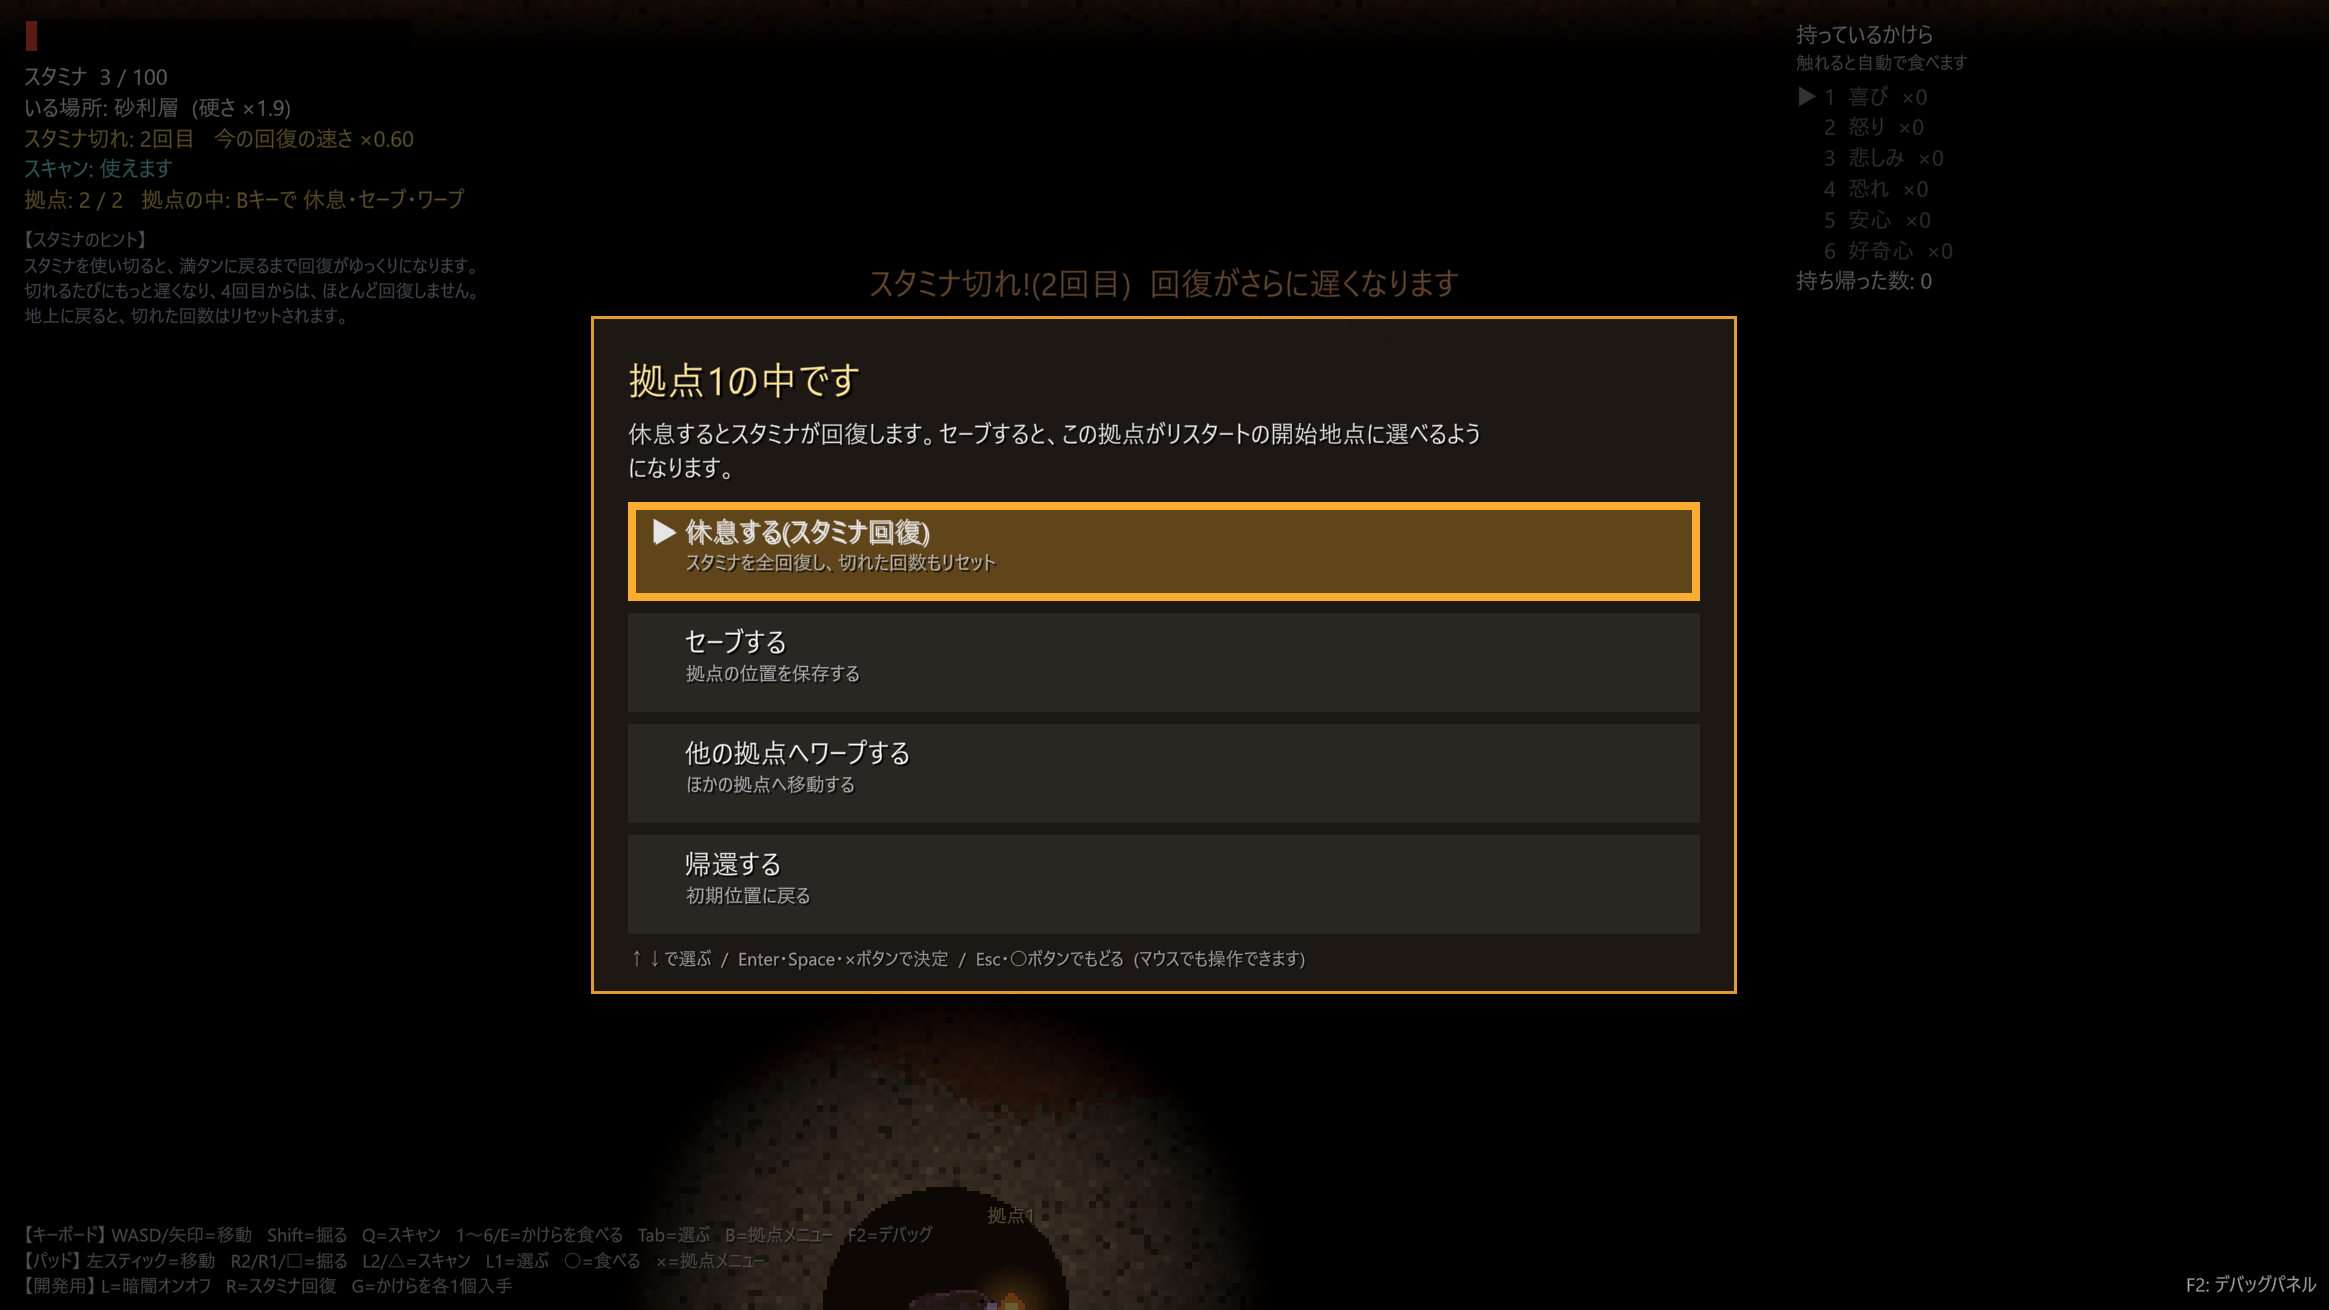 スタミナ 3 / 100
いる場所: 砂利層 (硬さ ×1.9)
スタミナ切れ: 2回目 今の回復の速さ ×0.60
スキャン: 使えます
拠点: 2 / 2 拠点の中: Bキーで 休息・セーブ・ワープ
【スタミナのヒント】
スタミナを使い切ると、満タンに戻るまで回復がゆっくりになります。
切れるたびにもっと遅くなり、4回目からは、ほとんど回復しません。
地上に戻ると、切れた回数はリセットされます。
持っているかけら
触れると自動で食べます
▶ 1 喜び ×0
2 怒り ×0
3 悲しみ ×0
4 恐れ ×0
5 安心 ×0
6 好奇心 ×0
持ち帰った数: 0
スタミナ切れ!(2回目) 回復がさらに遅くなります
拠点1の中です
休息するとスタミナが回復します。セーブすると、この拠点がリスタートの開始地点に選べるよう
になります。
▶ 休息する(スタミナ回復)
スタミナを全回復し、切れた回数もリセット
セーブする
拠点の位置を保存する
他の拠点へワープする
ほかの拠点へ移動する
帰還する
初期位置に戻る
↑↓で選ぶ / Enter・Space・×ボタンで決定 / Esc・○ボタンでもどる (マウスでも操作できます)
拠点1
【キーボード】 WASD/矢印=移動 Shift=掘る Q=スキャン 1～6/E=かけらを食べる Tab=選ぶ B=拠点メニュー F2=デバッグ
【パッド】 左スティック=移動 R2/R1/□=掘る L2/△=スキャン L1=選ぶ ○=食べる ×=拠点メニュー
【開発用】 L=暗闇オンオフ R=スタミナ回復 G=かけらを各1個入手
F2: デバッグパネル